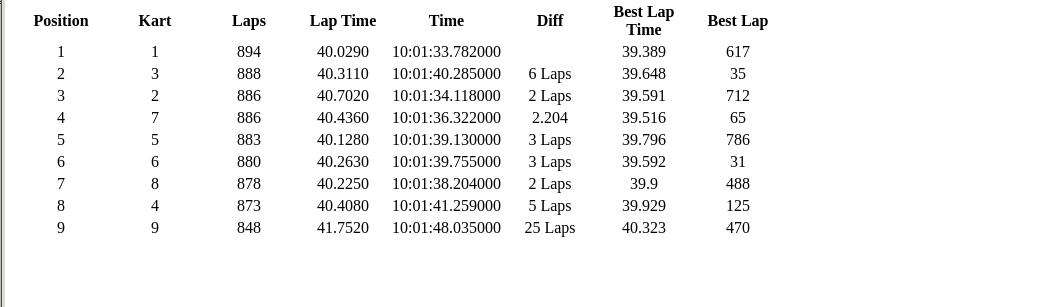 Position Kart Laps Lap Time Time Diff Best Lap Time Best Lap
1 1 894 40.0290 10:01:33.782000 39.389 617
2 3 888 40.3110 10:01:40.285000 6 Laps 39.648 35
3 2 886 40.7020 10:01:34.118000 2 Laps 39.591 712
4 7 886 40.4360 10:01:36.322000 2.204 39.516 65
5 5 883 40.1280 10:01:39.130000 3 Laps 39.796 786
6 6 880 40.2630 10:01:39.755000 3 Laps 39.592 31
7 8 878 40.2250 10:01:38.204000 2 Laps 39.9 488
8 4 873 40.4080 10:01:41.259000 5 Laps 39.929 125
9 9 848 41.7520 10:01:48.035000 25 Laps 40.323 470